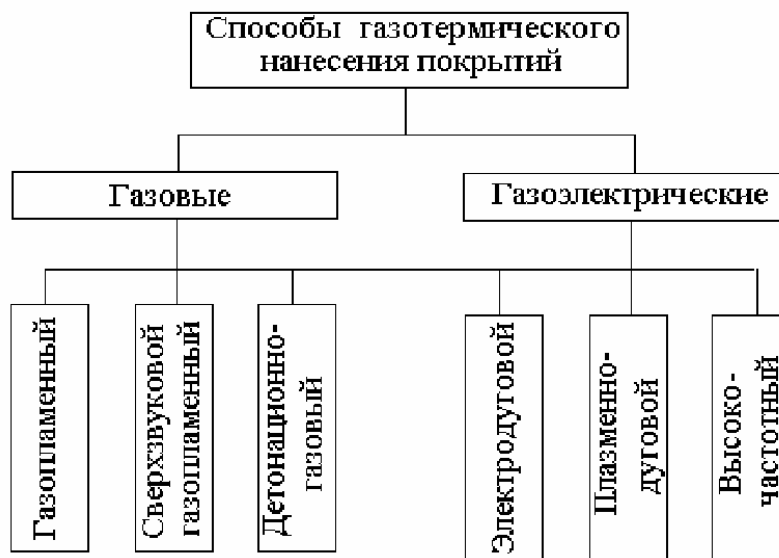 Способы газотермического
нанесения покрытий
Газовые
Газоэлектрические
Газопламенный
Сверхзвуковой
газопламенный
Детонационно-
газовый
Электродуговой
Плазменно-
дуговой
Высоко-
частотный